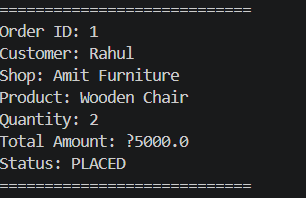 ============================
Order ID: 1
Customer: Rahul
Shop: Amit Furniture
Product: Wooden Chair
Quantity: 2
Total Amount: ?5000.0
Status: PLACED
============================